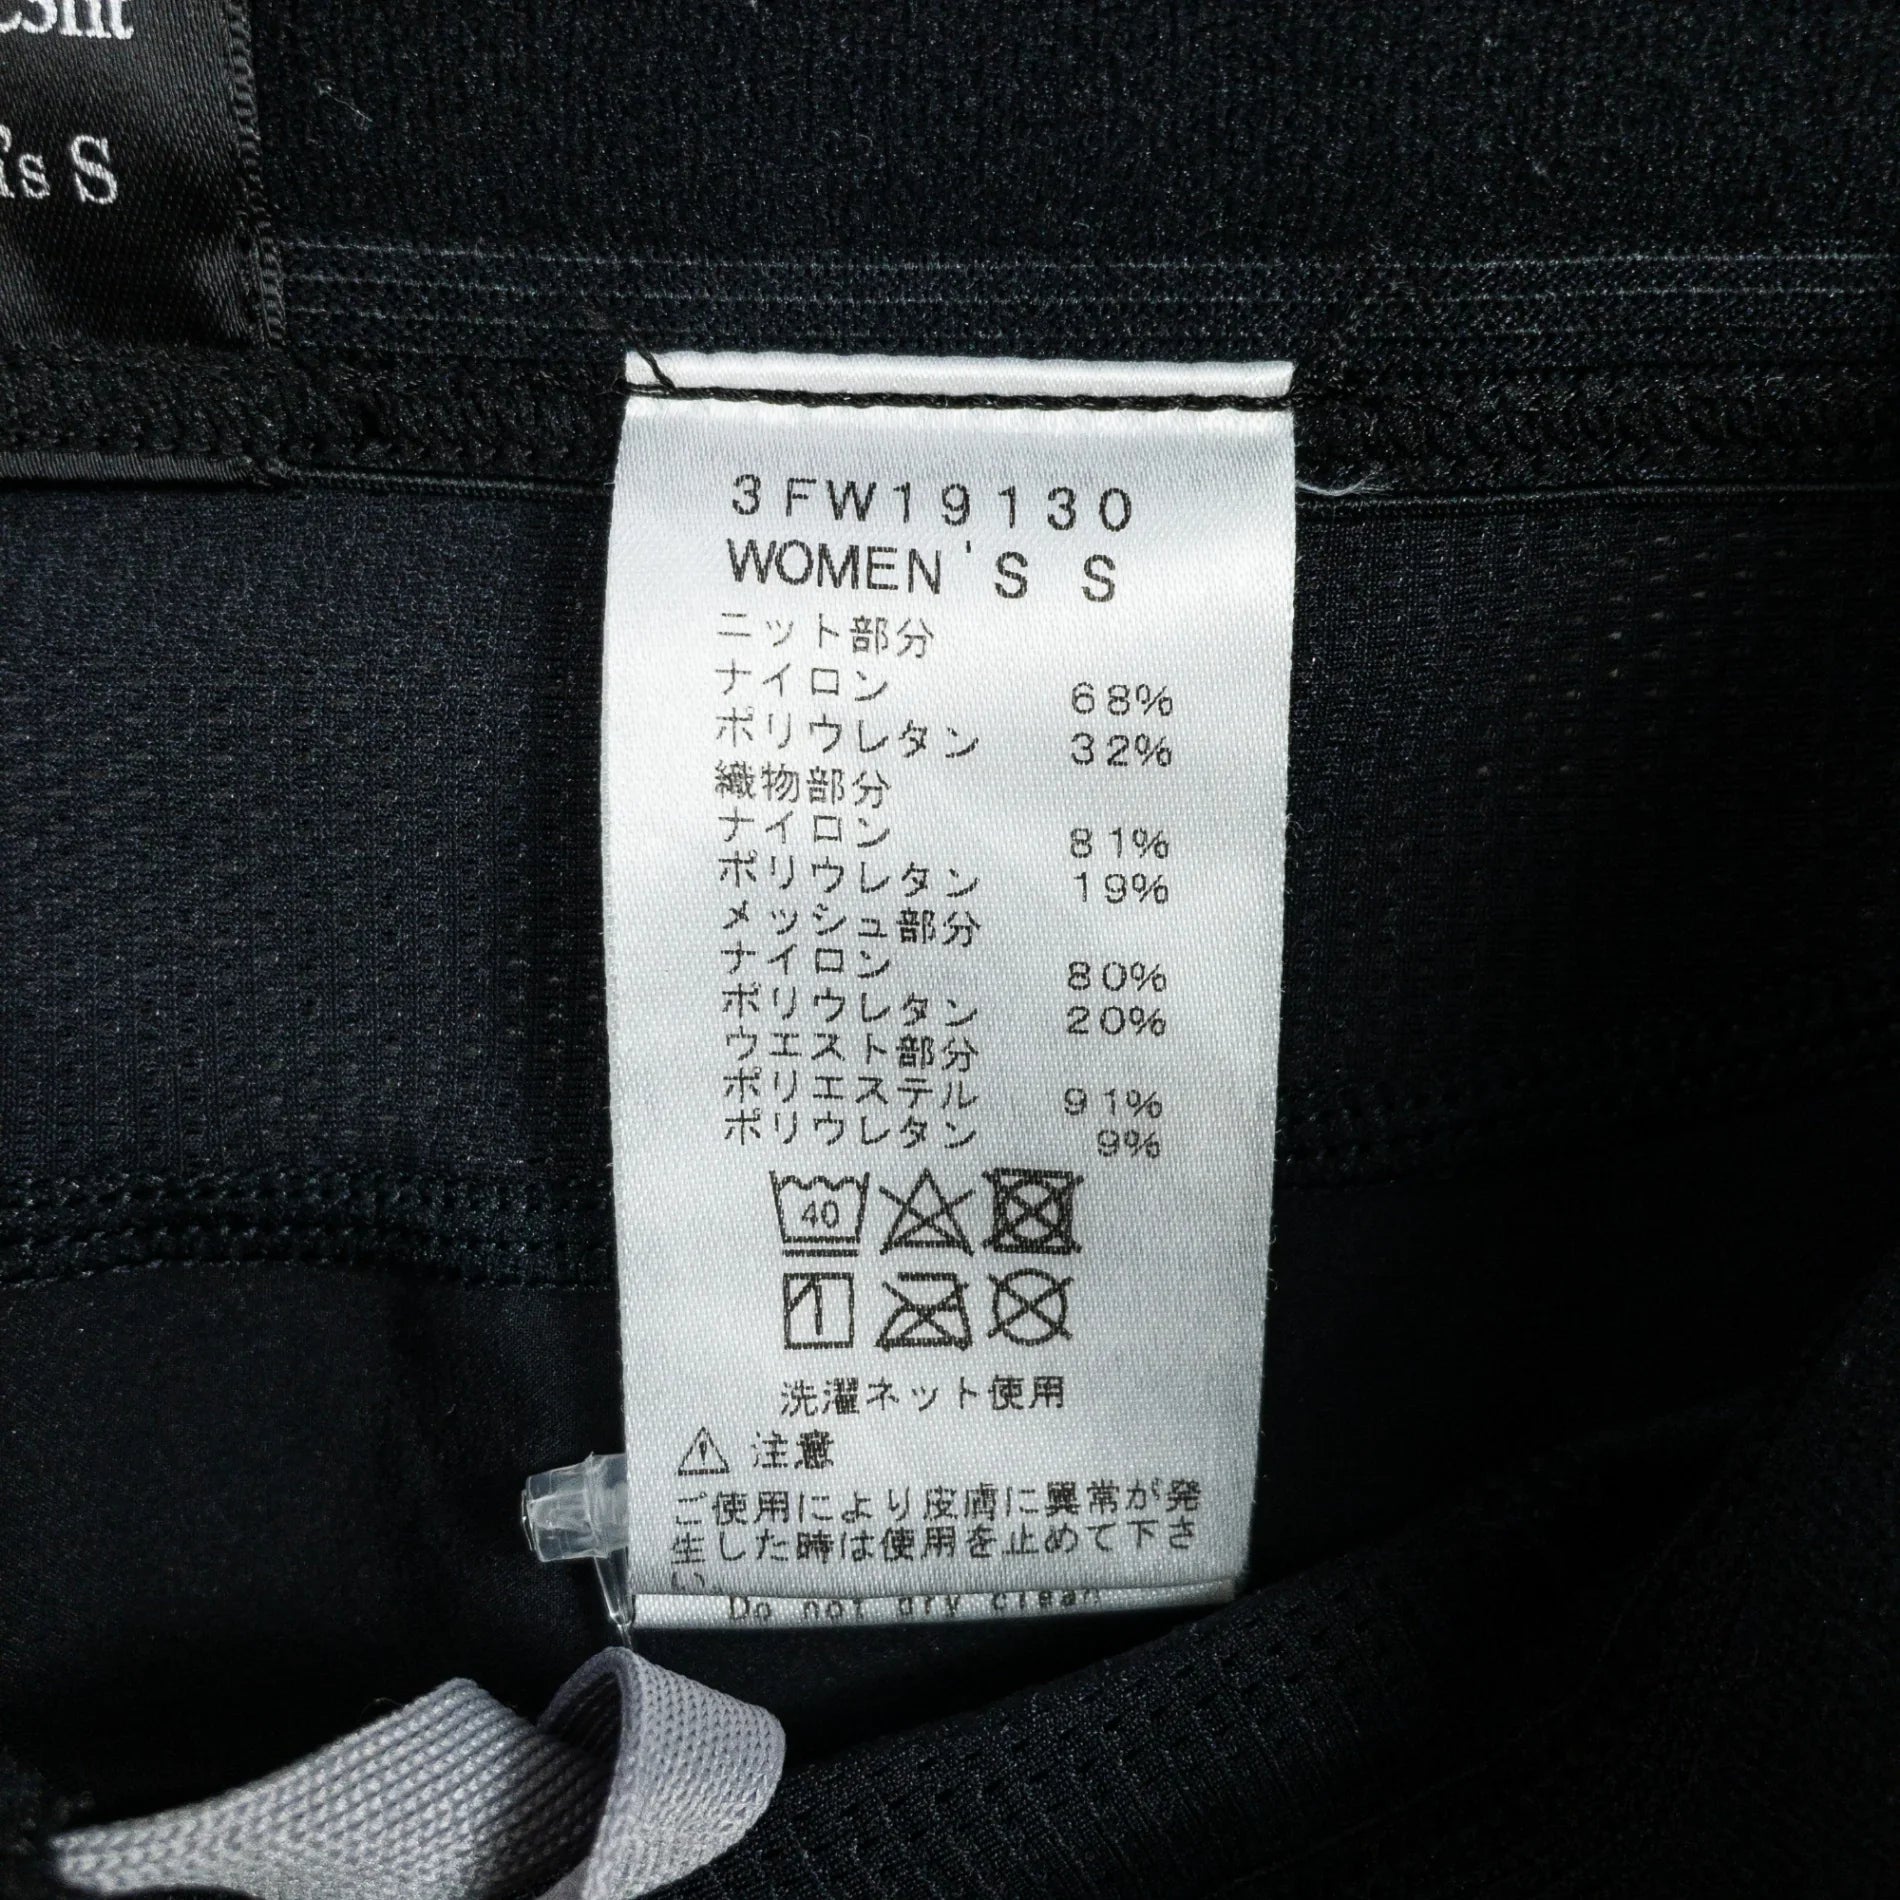 's S
3FW19130
WOMEN'S S
ニット部分
ナイロン 68%
ポリウレタン 32%
織物部分
ナイロン 81%
ポリウレタン 19%
メッシュ部分
ナイロン 80%
ポリウレタン 20%
ウエスト部分
ポリエステル 91%
ポリウレタン 9%
40
1
洗濯ネット使用
注意
ご使用により皮膚に異常が発
生した時は使用を止めて下さ
い。
Do not dry clean